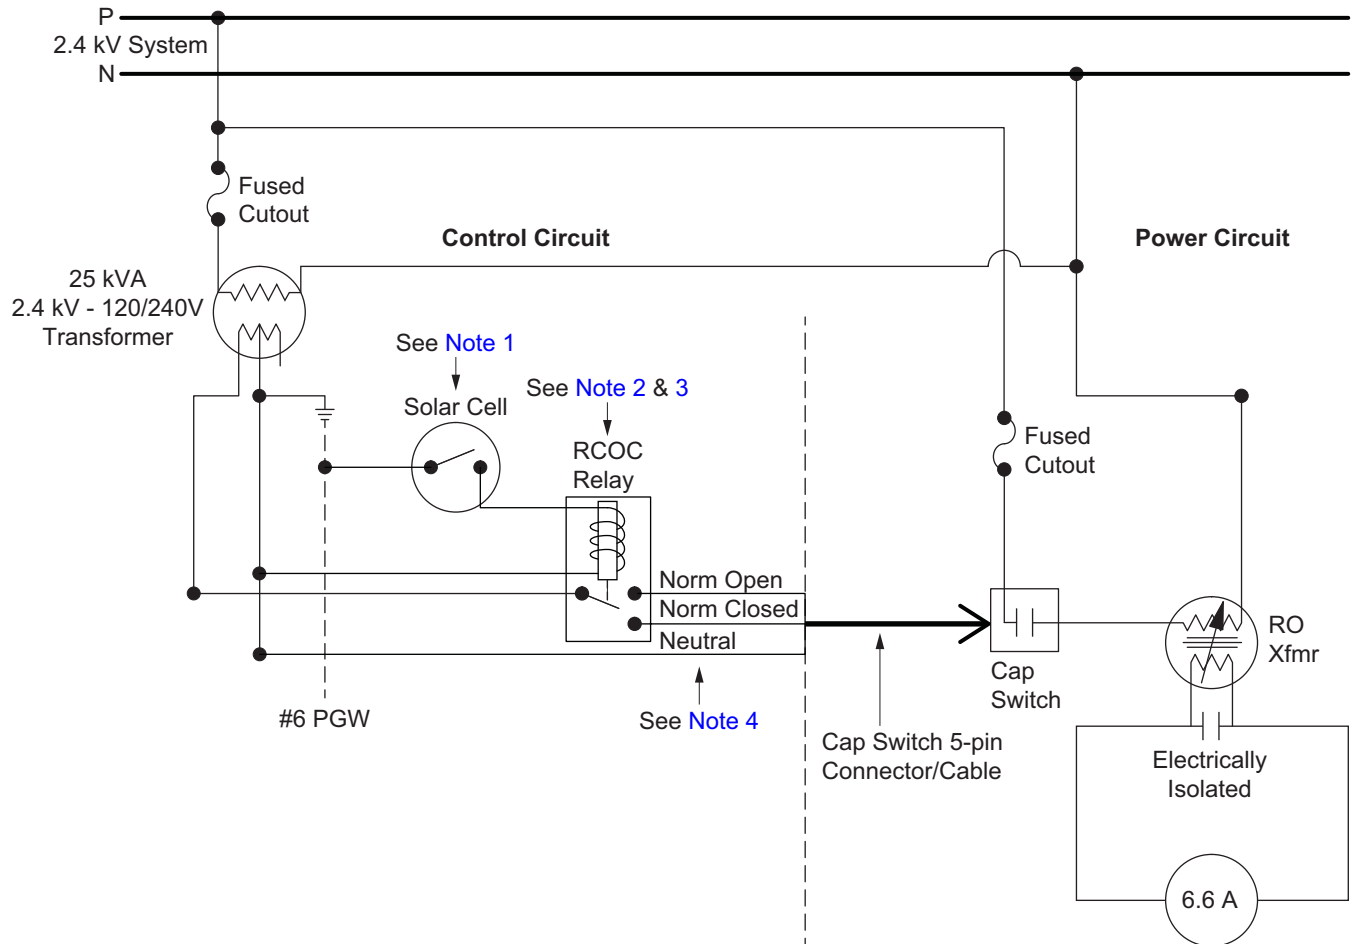 P
2.4 kV System
N
Fused
Cutout
Control Circuit
Power Circuit
25 kVA
2.4 kV - 120/240V
Transformer
See Note 1
Solar Cell
See Note 2 & 3
RCOC
Relay
Fused
Cutout
Norm Open
Norm Closed
Neutral
See Note 4
#6 PGW
Cap Switch 5-pin
Connector/Cable
Cap
Switch
RO
Xfmr
Electrically
Isolated
6.6 A